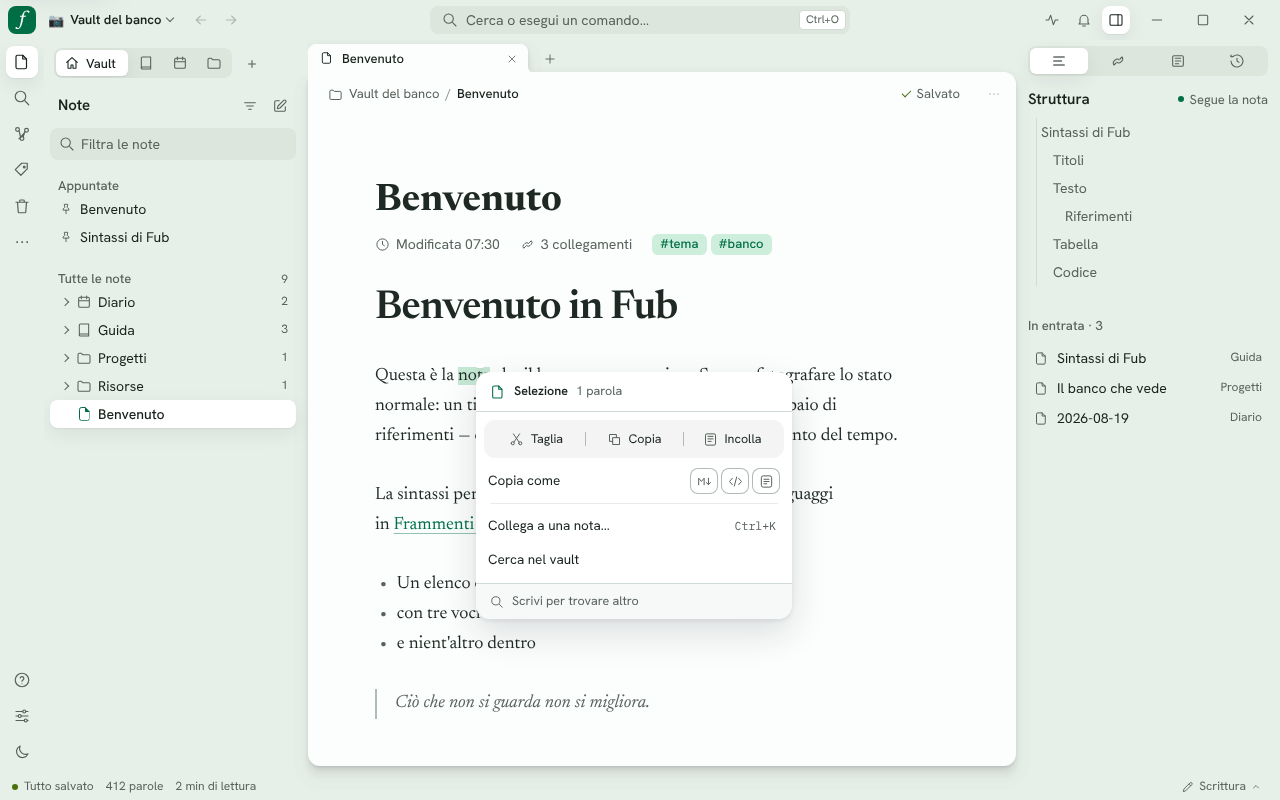 Vault del banco
Cerca o esegui un comando...
Ctrl+O
Vault
Note
Filtra le note
Appuntate
Benvenuto
Sintassi di Fub
Tutte le note 9
Diario 2
Guida 3
Progetti 1
Risorse 1
Benvenuto
Tutto salvato 412 parole 2 min di lettura
Benvenuto
Vault del banco / Benvenuto
Salvato
Benvenuto
Modificata 07:30 3 collegamenti #tema #banco
Benvenuto in Fub
Questa è la grafare lo stato
normale: un paio di
riferimenti — del tempo.
La sintassi
in Frammenti
Un elenco
con tre voci
e nient'altro dentro
Ciò che non si guarda non si migliora.
Selezione 1 parola
Taglia Copia Incolla
Copia come M↓ </>
Collega a una nota... Ctrl+K
Cerca nel vault
Scrivi per trovare altro
Struttura Segue la nota
Sintassi di Fub
Titoli
Testo
Riferimenti
Tabella
Codice
In entrata · 3
Sintassi di Fub Guida
Il banco che vede Progetti
2026-08-19 Diario
Scrittura